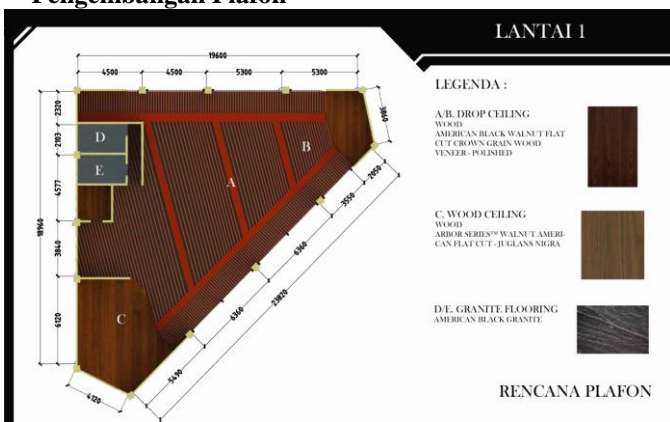 Pengembangan Plafon
LANTAI 1
19600
4500
4500
5300
5300
2320
2103
4577
3840
6120
18960
3860
2050
3550
6360
6360
5490
23820
4120
A
B
C
D
E
LEGENDA :
A/B. DROP CEILING
WOOD
AMERICAN BLACK WALNUT FLAT
CUT CROWN GRAIN WOOD
VENEER - POLISHED
C. WOOD CEILING
WOOD
ARBOR SERIES™ WALNUT AMERI-
CAN FLAT CUT - JUGLANS NIGRA
D/E. GRANITE FLOORING
AMERICAN BLACK GRANITE
RENCANA PLAFON